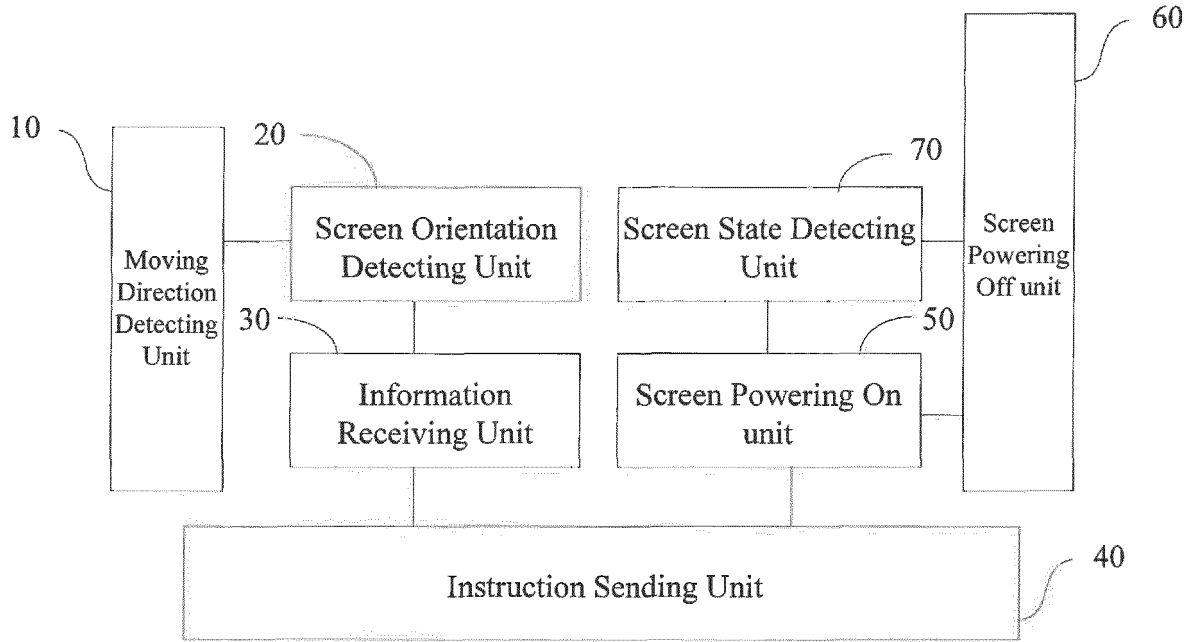 60
10
20
70
Screen Orientation
Detecting Unit
Screen State Detecting
Unit
Screen
Powering
Off unit
Moving
Direction
Detecting
Unit
30
50
Information
Receiving Unit
Screen Powering On
unit
Instruction Sending Unit
40